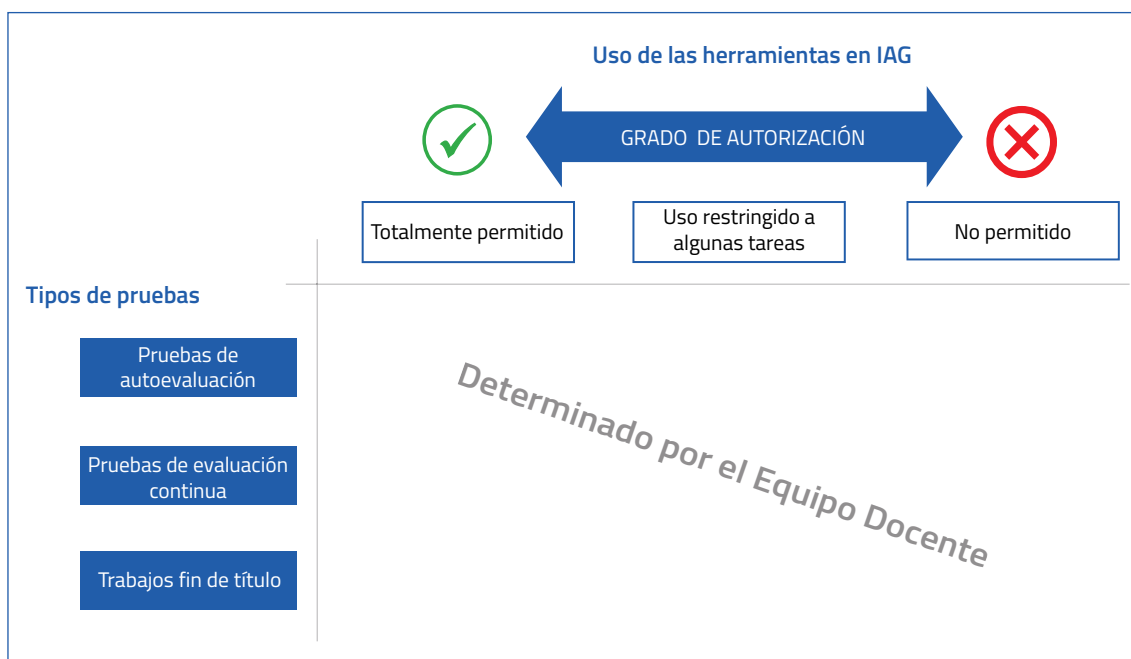 Uso de las herramientas en IAG
GRADO DE AUTORIZACIÓN
Totalmente permitido
Uso restringido a
algunas tareas
No permitido
Tipos de pruebas
Pruebas de
autoevaluación
Pruebas de evaluación
continua
Trabajos fin de título
Determinado por el Equipo Docente